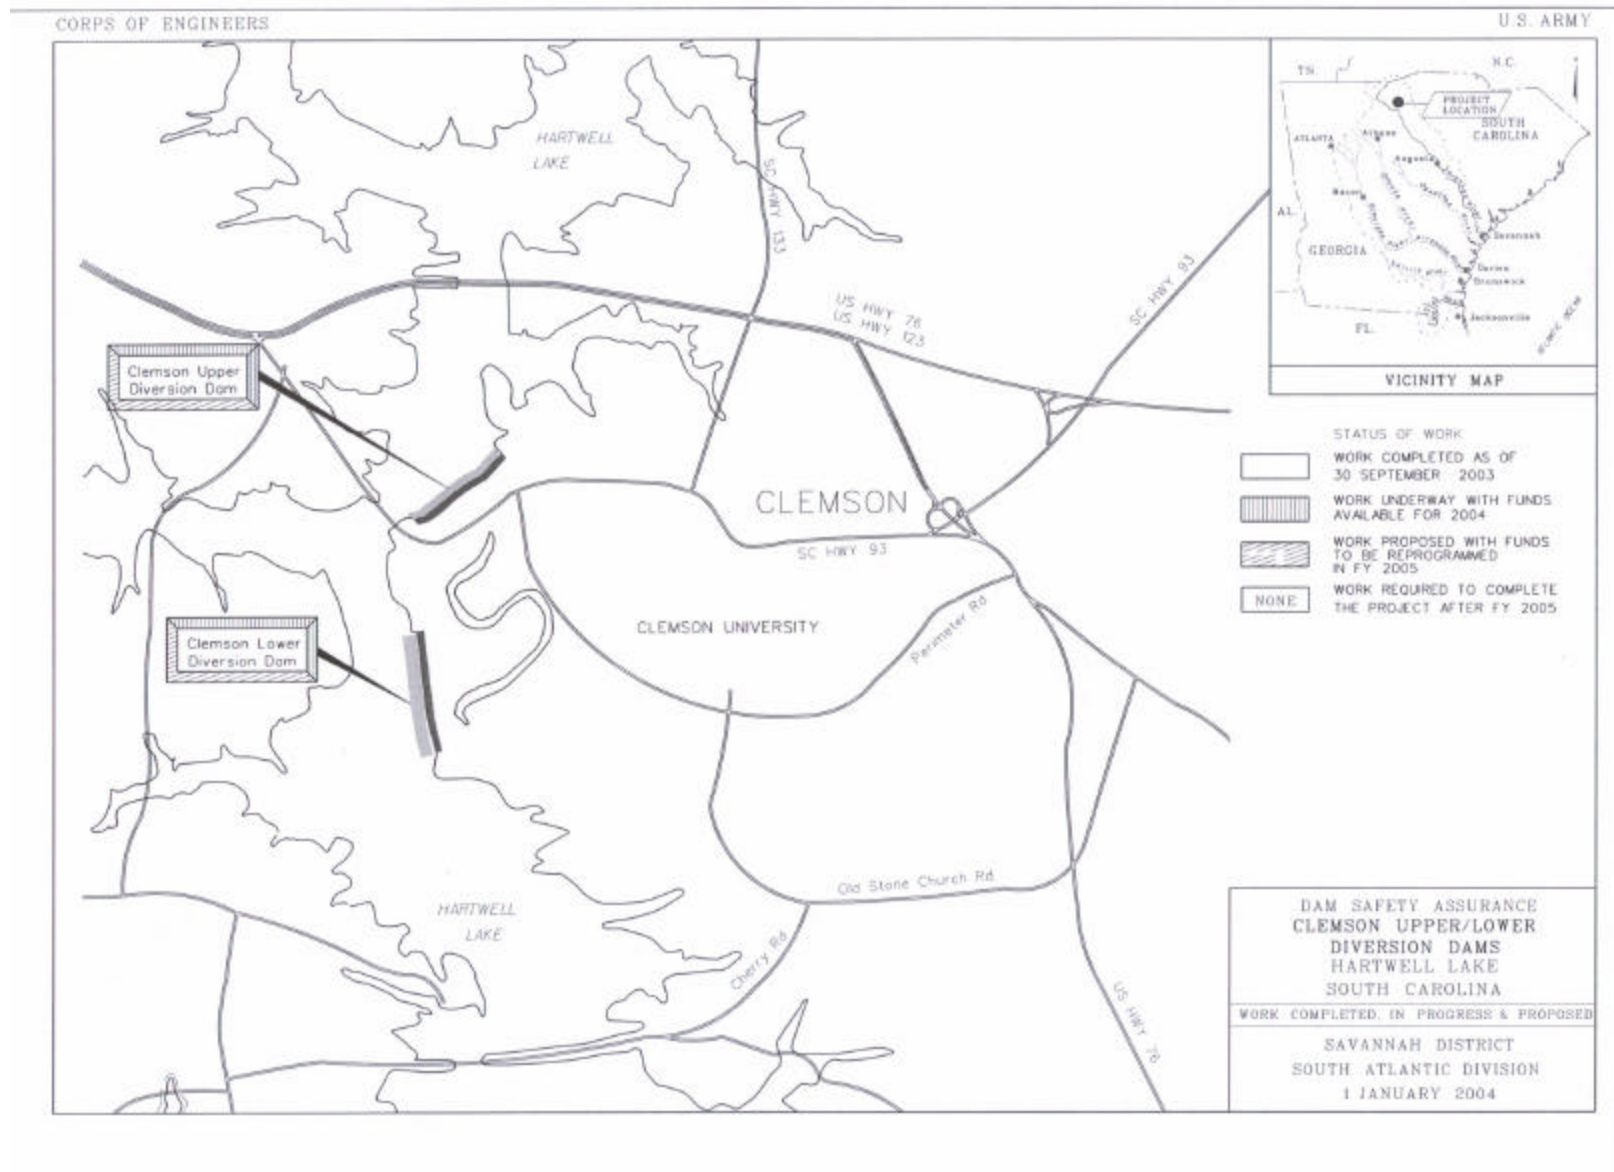 CORPS OF ENGINEERS
U.S. ARMY
HARTWELL
LAKE
SC HWY 133
US HWY 76
US HWY 123
SC HWY 93
Clemson Upper
Diversion Dam
CLEMSON
SC HWY 93
CLEMSON UNIVERSITY
Perimeter Rd
Clemson Lower
Diversion Dam
Old Stone Church Rd
HARTWELL
LAKE
Cherry Rd
US HWY 76
TN.
N.C.
PROJECT
LOCATION
SOUTH
CAROLINA
ATLANTA
Athens
Augusta
Macon
AL.
GEORGIA
Savannah
Darien
Brunswick
FL.
Jacksonville
VICINITY MAP
STATUS OF WORK
WORK COMPLETED AS OF
30 SEPTEMBER 2003
WORK UNDERWAY WITH FUNDS
AVAILABLE FOR 2004
WORK PROPOSED WITH FUNDS
TO BE REPROGRAMMED
IN FY 2005
NONE
WORK REQUIRED TO COMPLETE
THE PROJECT AFTER FY 2005
DAM SAFETY ASSURANCE
CLEMSON UPPER/LOWER
DIVERSION DAMS
HARTWELL LAKE
SOUTH CAROLINA
WORK COMPLETED, IN PROGRESS & PROPOSED
SAVANNAH DISTRICT
SOUTH ATLANTIC DIVISION
1 JANUARY 2004